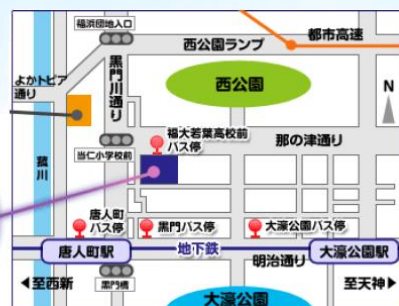 福浜団地入口
西公園ランプ
都市高速
よかトピア
通り
黒門川通り
西公園
N
福大若葉高校前
バス停
那の津通り
当仁小学校前
菰川
唐人町
バス停
黒門バス停
大濠公園バス停
唐人町駅
地下鉄
明治通り
大濠公園駅
◀至西新
黒門橋
大濠公園
至天神▶